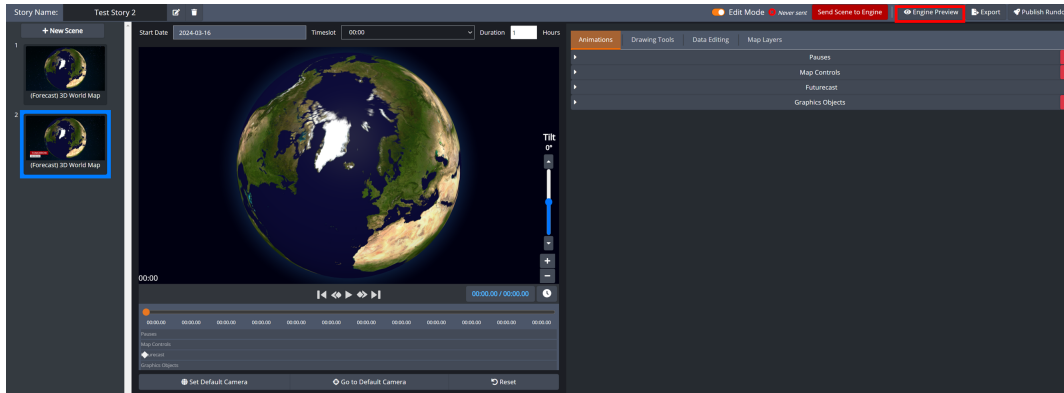 Story Name: Test Story 2 Edit Mode Never sent Send Scene to Engine Engine Preview Export Publish Rundo
+ New Scene
Start Date 2024-03-16 Timeslot 00:00 Duration 1 Hours
Animations Drawing Tools Data Editing Map Layers
1
Pauses
Map Controls
Futurecast
Graphics Objects
(Forecast) 3D World Map
2
(Forecast) 3D World Map
Tilt
0°
00:00
00:00.00 / 00:00.00
00:00.00 00:00.00 00:00.00 00:00.00 00:00.00 00:00.00 00:00.00 00:00.00 00:00.00 00:00.00 00:00.00 00:00.00
Pauses
Map Controls
urecast
Graphics Objects
Set Default Camera Go to Default Camera Reset